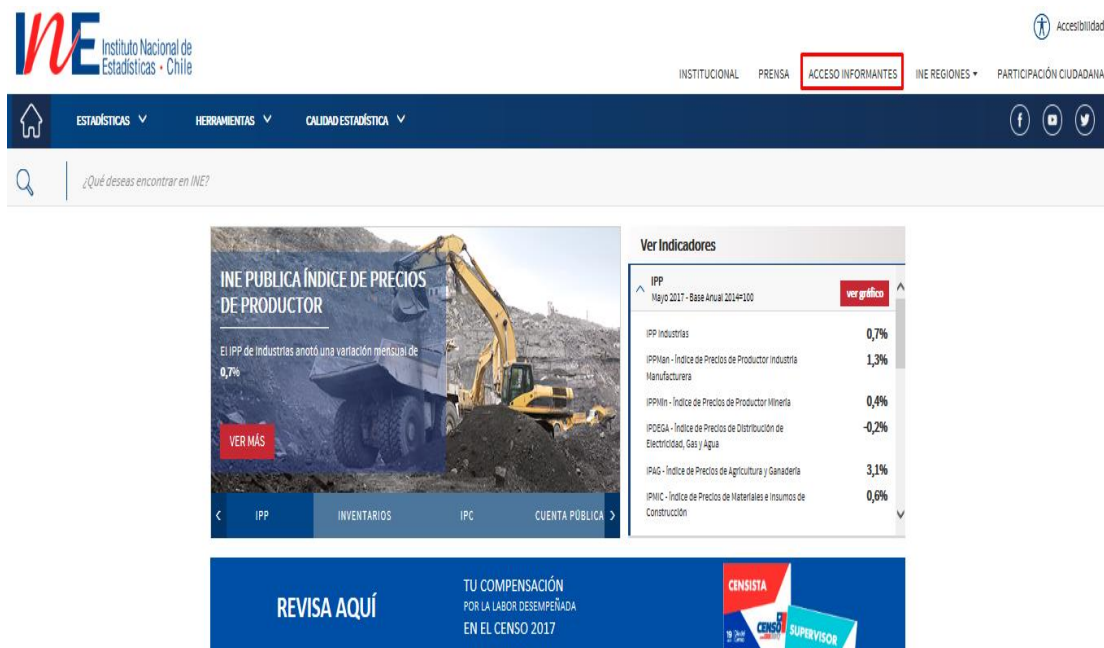 INE Instituto Nacional de
Estadísticas • Chile
Accesibilidad
INSTITUCIONAL PRENSA ACCESO INFORMANTES INE REGIONES PARTICIPACIÓN CIUDADANA
ESTADÍSTICAS HERRAMIENTAS CALIDAD ESTADÍSTICA
¿Qué deseas encontrar en INE?
INE PUBLICA ÍNDICE DE PRECIOS
DE PRODUCTOR
El IPP de Industrias anotó una variación mensual de
0,7%
VER MÁS
IPP INVENTARIOS IPC CUENTA PÚBLICA
Ver Indicadores
IPP
Mayo 2017 - Base Anual 2014=100
ver gráfico
IPP Industrias 0,7%
IPPMan - Índice de Precios de Productor Industria 1,3%
Manufacturera
IPPMin - Índice de Precios de Productor Minería 0,4%
IPDEGA - Índice de Precios de Distribución de -0,2%
Electricidad, Gas y Agua
IPAG - Índice de Precios de Agricultura y Ganadería 3,1%
IPMIC - Índice de Precios de Materiales e Insumos de 0,6%
Construcción
REVISA AQUÍ
TU COMPENSACIÓN
POR LA LABOR DESEMPEÑADA
EN EL CENSO 2017
CENSISTA
CENSO
SUPERVISOR
19